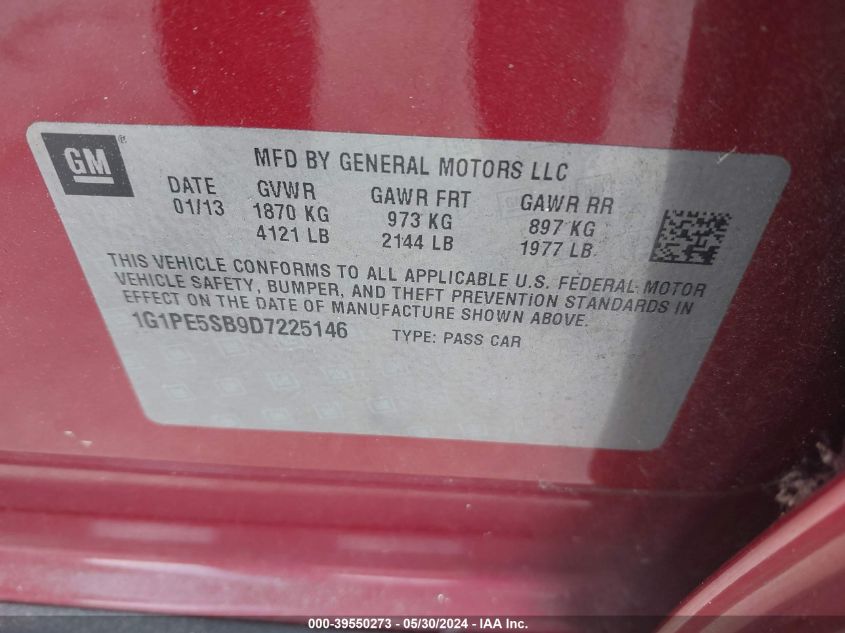 GM®
MFD BY GENERAL MOTORS LLC
DATE GVWR GAWR FRT GAWR RR
01/13 1870 KG 973 KG 897 KG
4121 LB 2144 LB 1977 LB
THIS VEHICLE CONFORMS TO ALL APPLICABLE U.S. FEDERAL MOTOR
VEHICLE SAFETY, BUMPER, AND THEFT PREVENTION STANDARDS IN
EFFECT ON THE DATE OF MANUFACTURE SHOWN ABOVE.
1G1PE5SB9D7225146 TYPE: PASS CAR
000-39550273 - 05/30/2024 - IAA Inc.